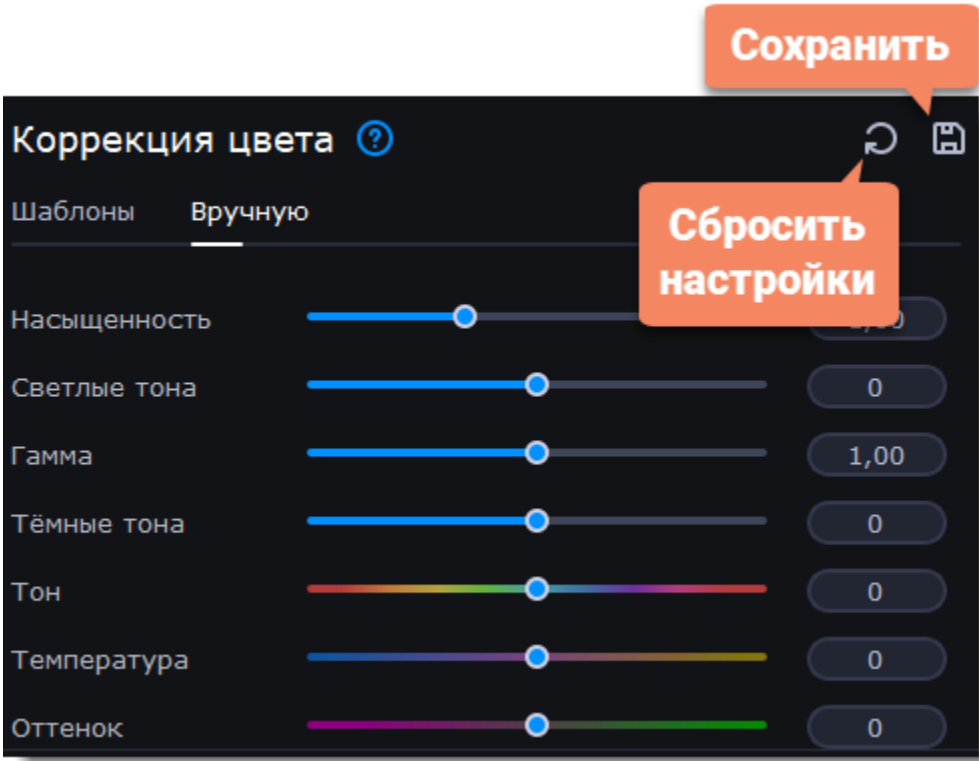 Сохранить
Коррекция цвета ?
Шаблоны Вручную
Сбросить
настройки
Насыщенность
Светлые тона 0
Гамма 1,00
Тёмные тона 0
Тон 0
Температура 0
Оттенок 0